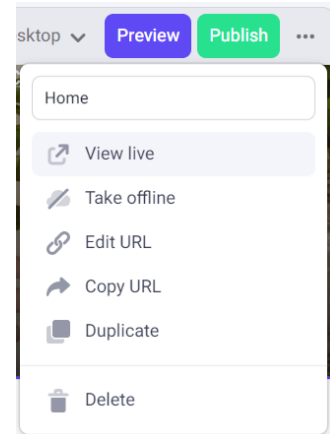 sktop Preview Publish
Home
View live
Take offline
Edit URL
Copy URL
Duplicate
Delete